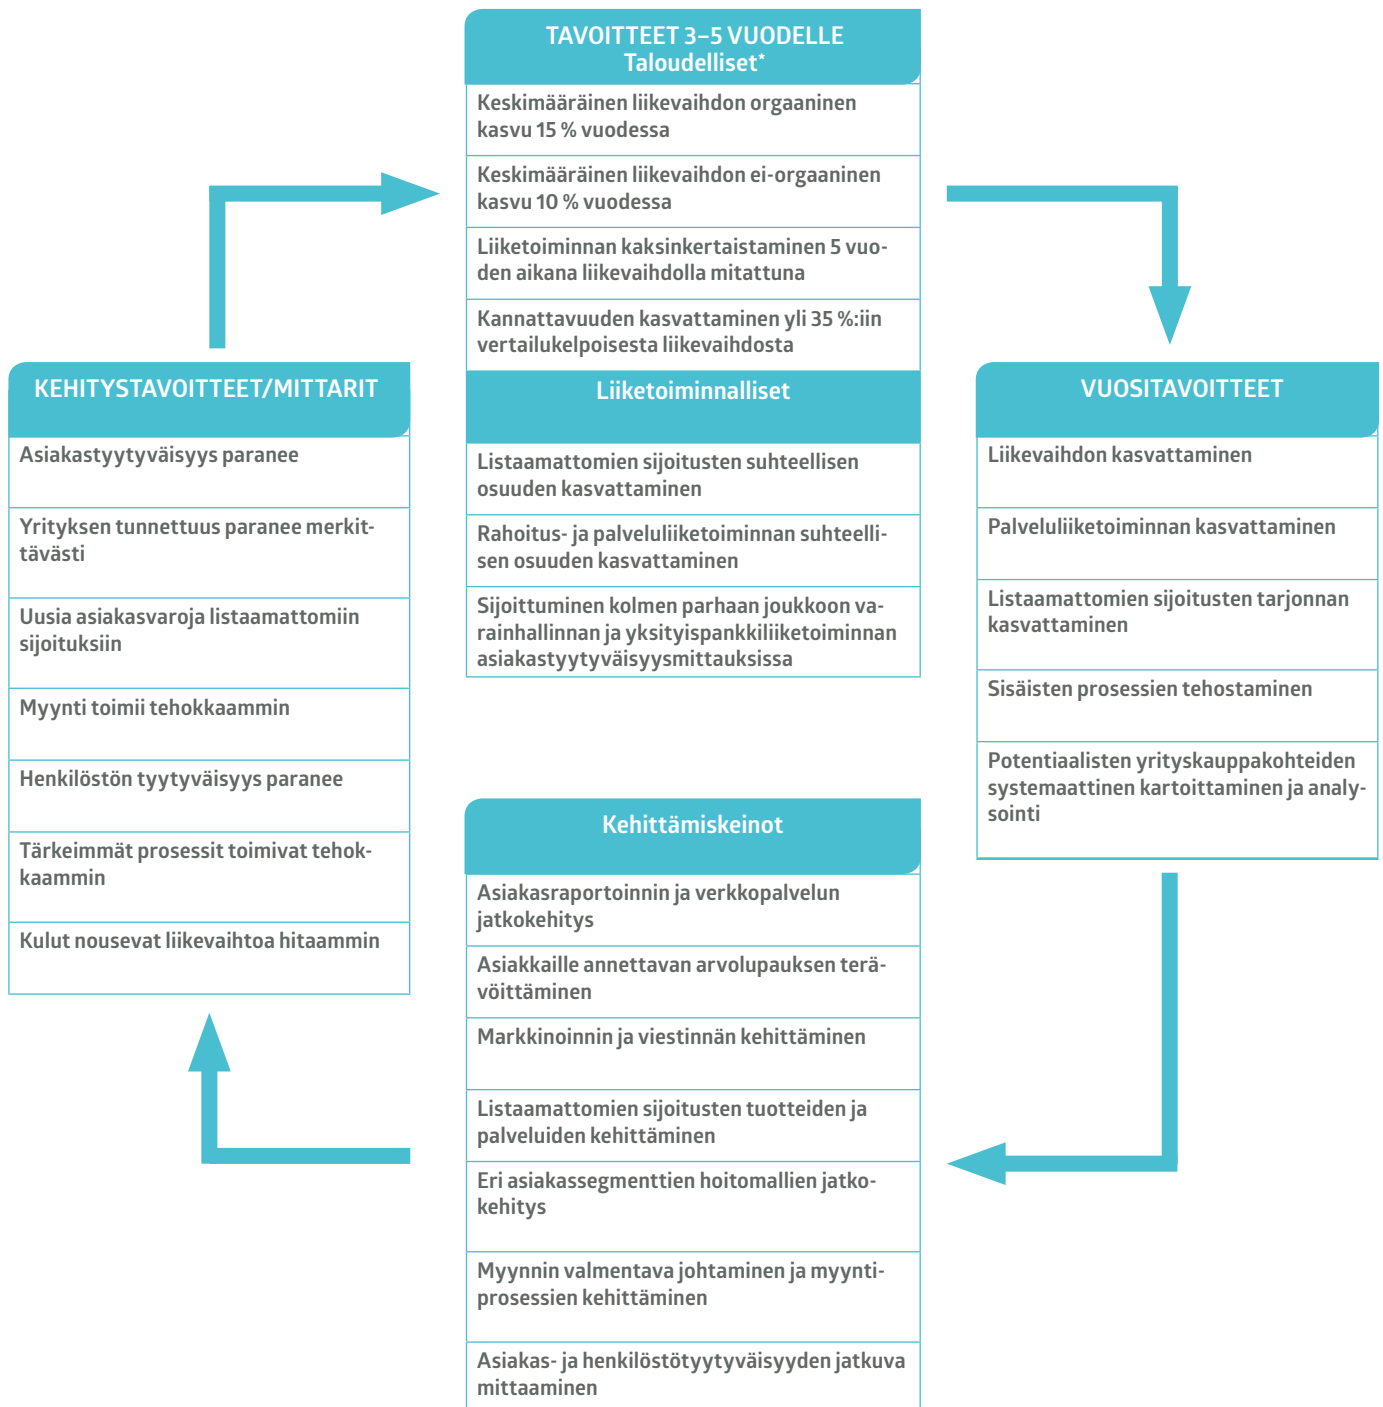 TAVOITTEET 3–5 VUODELLE
Taloudelliset*
Keskimääräinen liikevaihdon orgaaninen
kasvu 15 % vuodessa
Keskimääräinen liikevaihdon ei-orgaaninen
kasvu 10 % vuodessa
Liiketoiminnan kaksinkertaistaminen 5 vuo-
den aikana liikevaihdolla mitattuna
Kannattavuuden kasvattaminen yli 35 %:iin
vertailukelpoisesta liikevaihdosta
Liiketoiminnalliset
Listaamattomien sijoitusten suhteellisen
osuuden kasvattaminen
Rahoitus- ja palveluliiketoiminnan suhteelli-
sen osuuden kasvattaminen
Sijoittuminen kolmen parhaan joukkoon va-
rainhallinnan ja yksityispankkiliiketoiminnan
asiakastyytyväisyysmittauksissa
VUOSITAVOITTEET
Liikevaihdon kasvattaminen
Palveluliiketoiminnan kasvattaminen
Listaamattomien sijoitusten tarjonnan
kasvattaminen
Sisäisten prosessien tehostaminen
Potentiaalisten yrityskauppakohteiden
systemaattinen kartoittaminen ja analy-
sointi
Kehittämiskeinot
Asiakasraportoinnin ja verkkopalvelun
jatkokehitys
Asiakkaille annettavan arvolupauksen terä-
vöittäminen
Markkinoinnin ja viestinnän kehittäminen
Listaamattomien sijoitusten tuotteiden ja
palveluiden kehittäminen
Eri asiakassegmenttien hoitomallien jatko-
kehitys
Myynnin valmentava johtaminen ja myynti-
prosessien kehittäminen
Asiakas- ja henkilöstötyytyväisyyden jatkuva
mittaaminen
KEHITYSTAVOITTEET/MITTARIT
Asiakastyytyväisyys paranee
Yrityksen tunnettuus paranee merkit-
tävästi
Uusia asiakasvaroja listaamattomiin
sijoituksiin
Myynti toimii tehokkaammin
Henkilöstön tyytyväisyys paranee
Tärkeimmät prosessit toimivat tehok-
kaammin
Kulut nousevat liikevaihtoa hitaammin